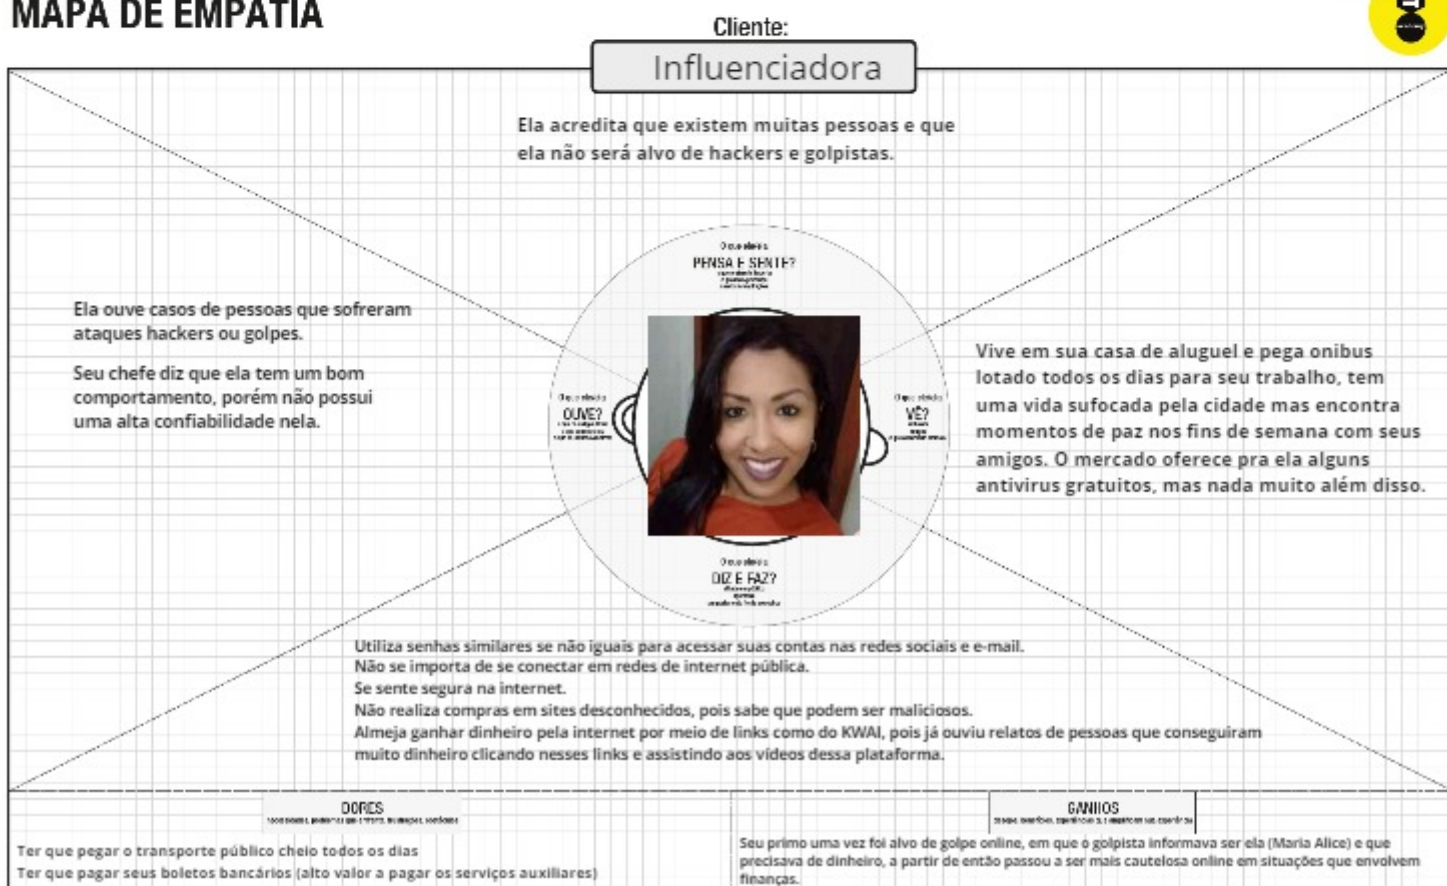 MAPA DE EMPATIA
Cliente:
Influenciadora
Ela acredita que existem muitas pessoas e que
ela não será alvo de hackers e golpistas.
PENSA E SENTE?
Ela ouve casos de pessoas que sofreram
ataques hackers ou golpes.
Seu chefe diz que ela tem um bom
comportamento, porém não possui
uma alta confiabilidade nela.
OUVE?
VÊ?
Vive em sua casa de aluguel e pega onibus
lotado todos os dias para seu trabalho, tem
uma vida sufocada pela cidade mas encontra
momentos de paz nos fins de semana com seus
amigos. O mercado oferece pra ela alguns
antivirus gratuitos, mas nada muito além disso.
DIZ E FAZ?
Utiliza senhas similares se não iguais para acessar suas contas nas redes sociais e e-mail.
Não se importa de se conectar em redes de internet pública.
Se sente segura na internet.
Não realiza compras em sites desconhecidos, pois sabe que podem ser maliciosos.
Almeja ganhar dinheiro pela internet por meio de links como do KWAI, pois já ouviu relatos de pessoas que conseguiram
muito dinheiro clicando nesses links e assistindo aos vídeos dessa plataforma.
DORES
Ter que pegar o transporte público cheio todos os dias
Ter que pagar seus boletos bancários (alto valor a pagar os serviços auxiliares)
GANHOS
Seu primo uma vez foi alvo de golpe online, em que o golpista informava ser ela (Maria Alice) e que
precisava de dinheiro, a partir de então passou a ser mais cautelosa online em situações que envolvem
finanças.